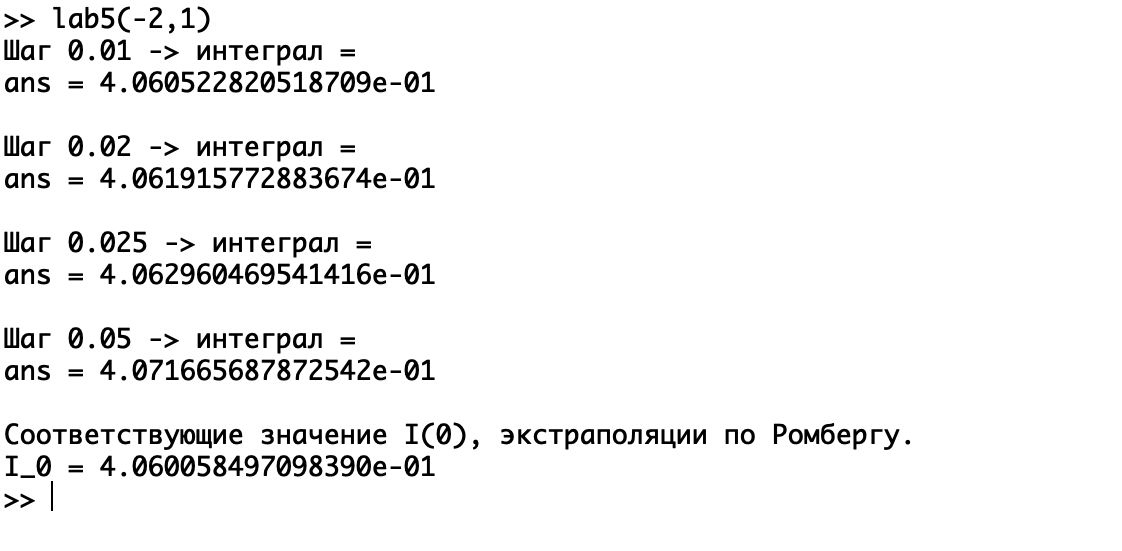 >> lab5(-2,1)
Шаг 0.01 -> интеграл =
ans = 4.060522820518709e-01
Шаг 0.02 -> интеграл =
ans = 4.061915772883674e-01
Шаг 0.025 -> интеграл =
ans = 4.062960469541416e-01
Шаг 0.05 -> интеграл =
ans = 4.071665687872542e-01
Соответствующие значение I(0), экстраполяции по Ромбергу.
I_0 = 4.060058497098390e-01
>>